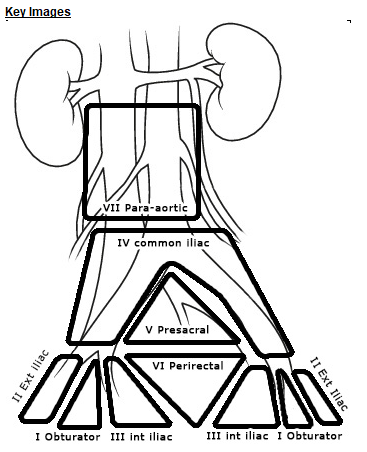 Key Images
VII Para-aortic
IV common iliac
V Presacral
VI Perirectal
II Ext iliac
II Ext Iliac
I Obturator
III int iliac
III int iliac
I Obturator